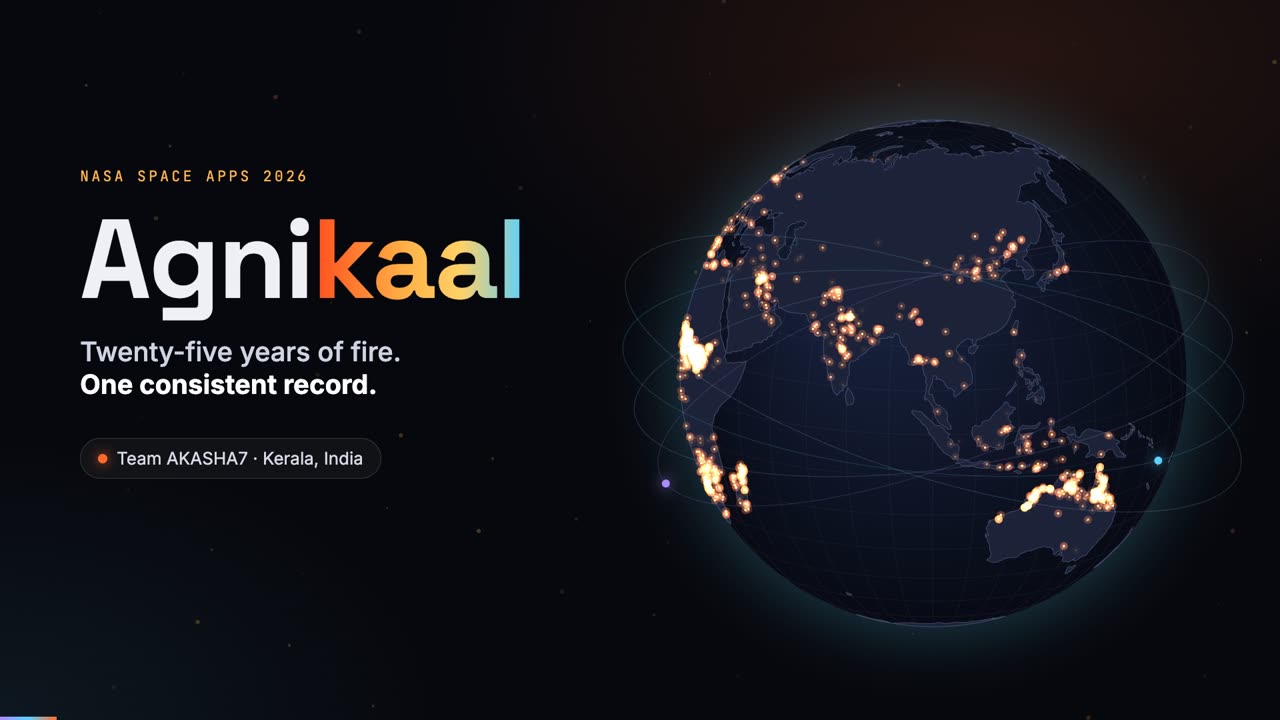 NASA SPACE APPS 2026
Agnikaal
Twenty-five years of fire.
One consistent record.
Team AKASHA7 · Kerala, India